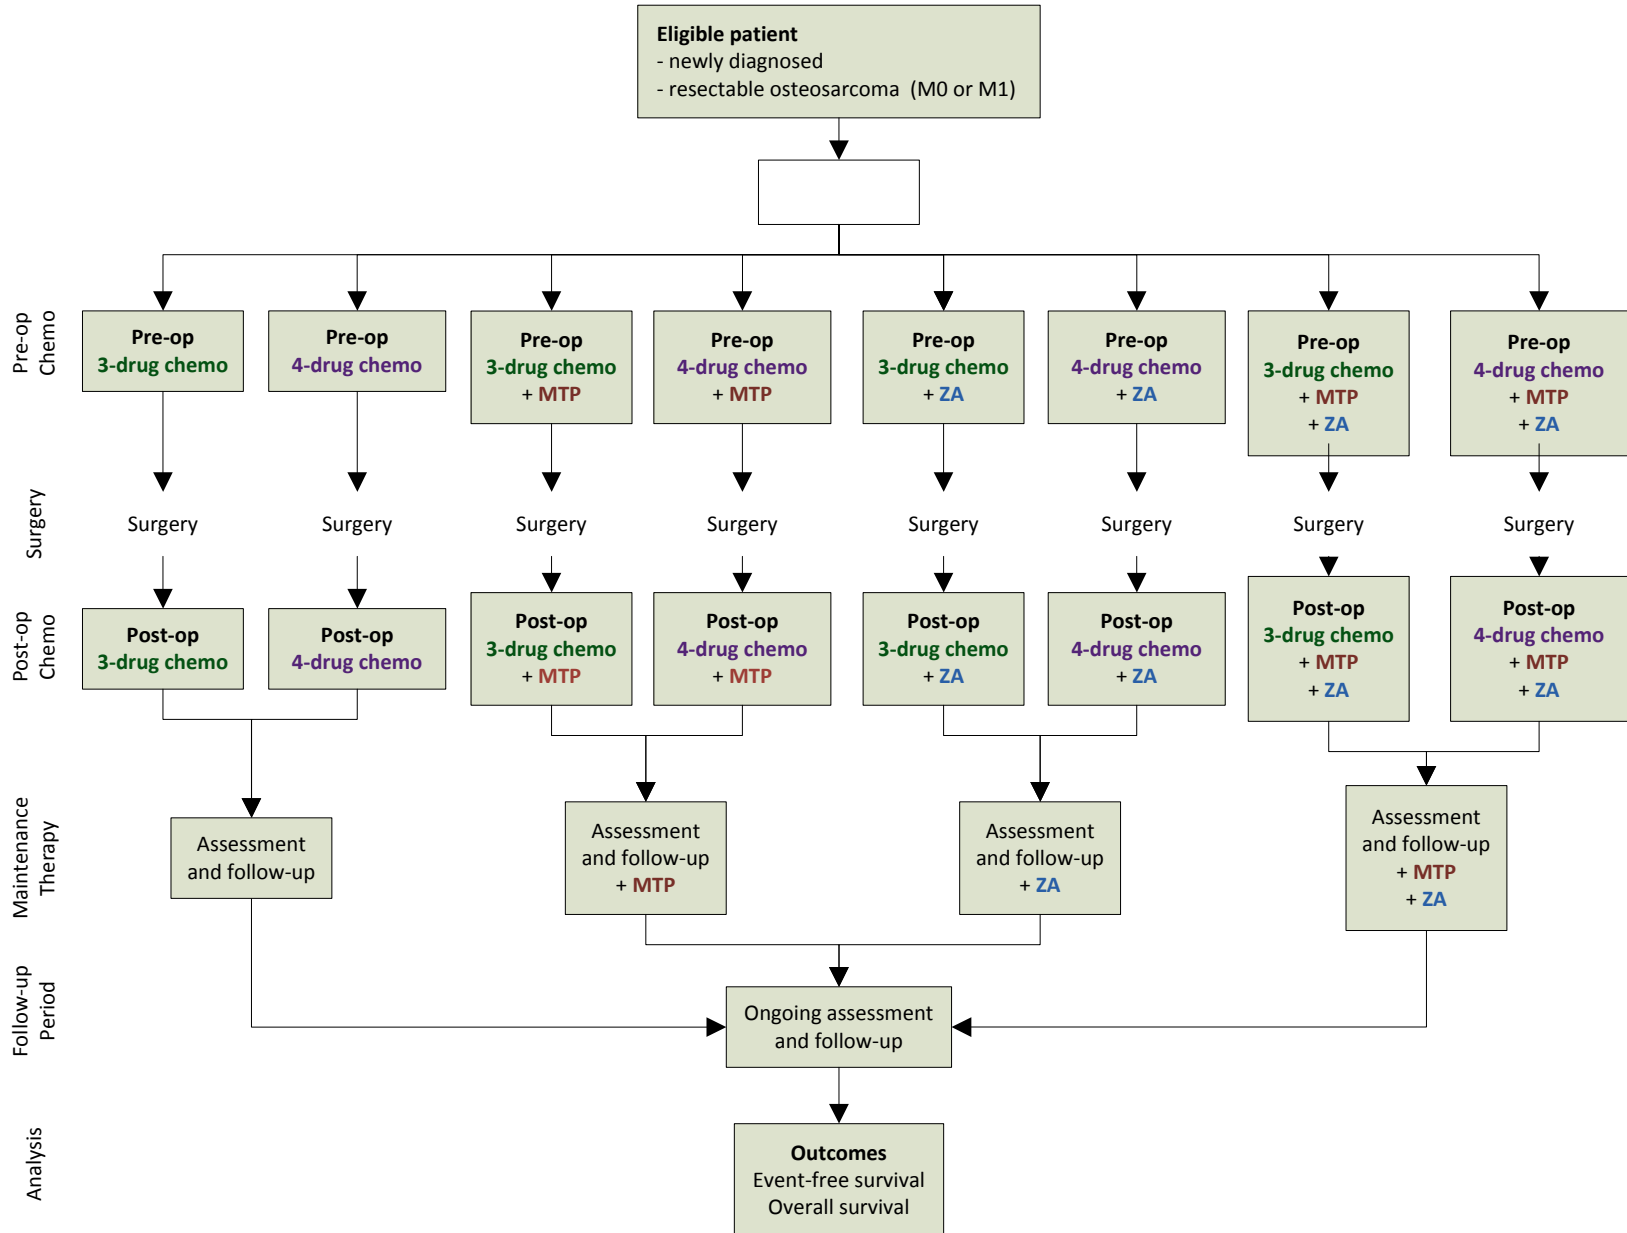 Eligible patient
- newly diagnosed
- resectable osteosarcoma (M0 or M1)
Pre-op
Chemo
Pre-op
3-drug chemo
Pre-op
4-drug chemo
Pre-op
3-drug chemo
+ MTP
Pre-op
4-drug chemo
+ MTP
Pre-op
3-drug chemo
+ ZA
Pre-op
4-drug chemo
+ ZA
Pre-op
3-drug chemo
+ MTP
+ ZA
Pre-op
4-drug chemo
+ MTP
+ ZA
Surgery
Surgery
Surgery
Surgery
Surgery
Surgery
Surgery
Surgery
Surgery
Post-op
Chemo
Post-op
3-drug chemo
Post-op
4-drug chemo
Post-op
3-drug chemo
+ MTP
Post-op
4-drug chemo
+ MTP
Post-op
3-drug chemo
+ ZA
Post-op
4-drug chemo
+ ZA
Post-op
3-drug chemo
+ MTP
+ ZA
Post-op
4-drug chemo
+ MTP
+ ZA
Maintenance
Therapy
Assessment
and follow-up
Assessment
and follow-up
+ MTP
Assessment
and follow-up
+ ZA
Assessment
and follow-up
+ MTP
+ ZA
Follow-up
Period
Ongoing assessment
and follow-up
Analysis
Outcomes
Event-free survival
Overall survival